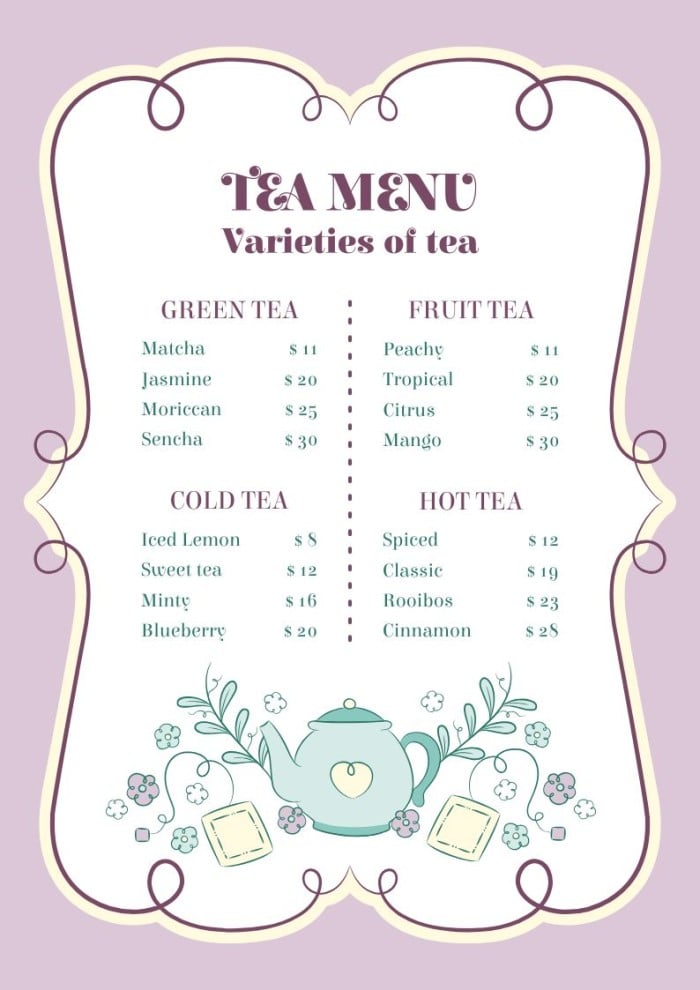 TEA MENU
Varieties of tea
GREEN TEA
Matcha $ 11
Jasmine $ 20
Moriccan $ 25
Sencha $ 30
FRUIT TEA
Peachy $ 11
Tropical $ 20
Citrus $ 25
Mango $ 30
COLD TEA
Iced Lemon $ 8
Sweet tea $ 12
Minty $ 16
Blueberry $ 20
HOT TEA
Spiced $ 12
Classic $ 19
Rooibos $ 23
Cinnamon $ 28